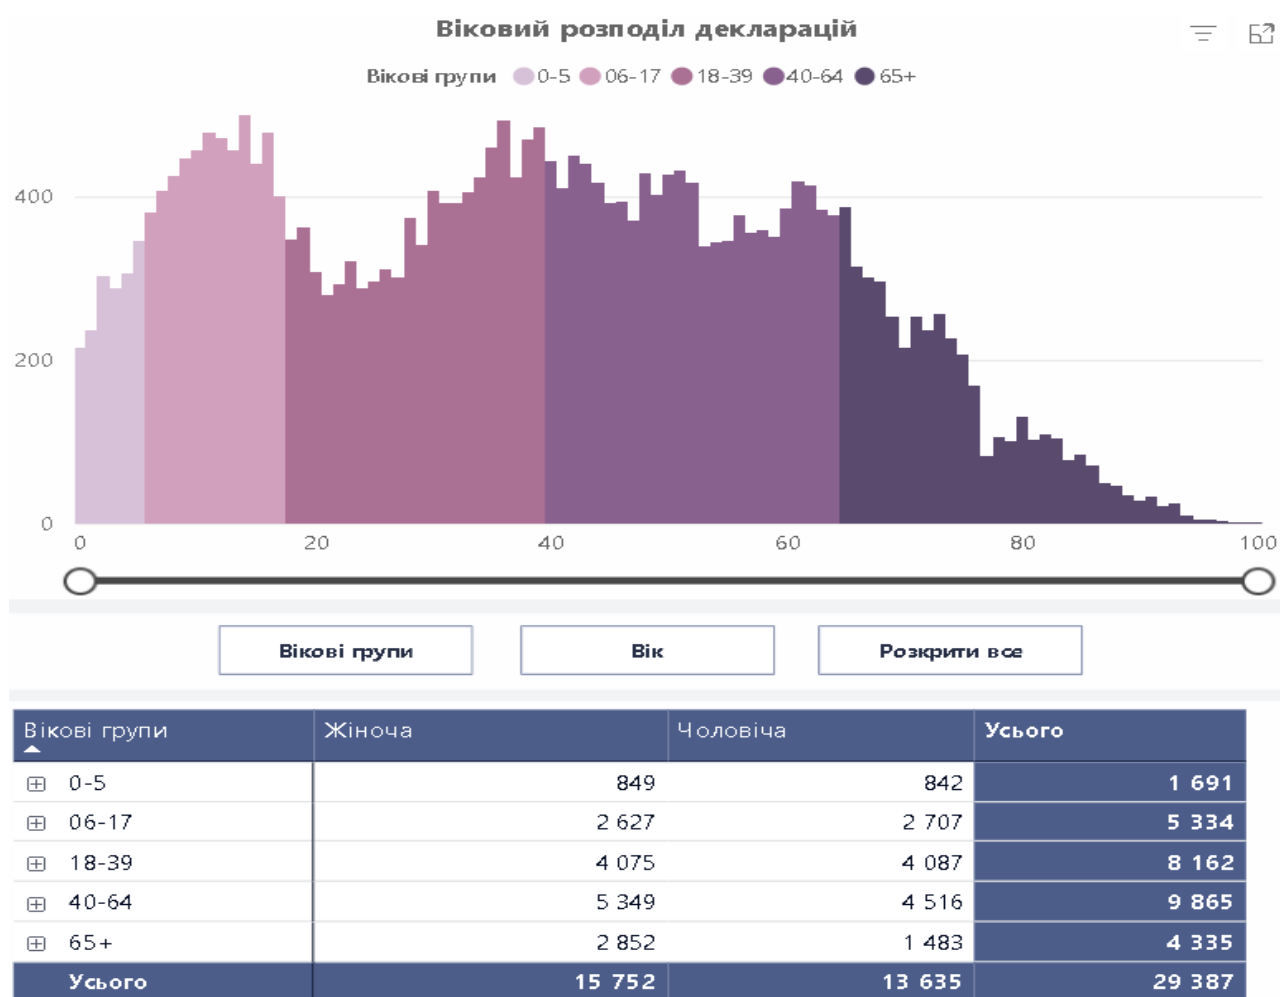 Віковий розподіл декларацій
Вікові групи 0-5 06-17 18-39 40-64 65+
400
200
0
0 20 40 60 80 100
Вікові групи Вік Розкрити все
Вікові групи Жіноча Чоловіча Усього
0-5 849 842 1 691
06-17 2 627 2 707 5 334
18-39 4 075 4 087 8 162
40-64 5 349 4 516 9 865
65+ 2 852 1 483 4 335
Усього 15 752 13 635 29 387